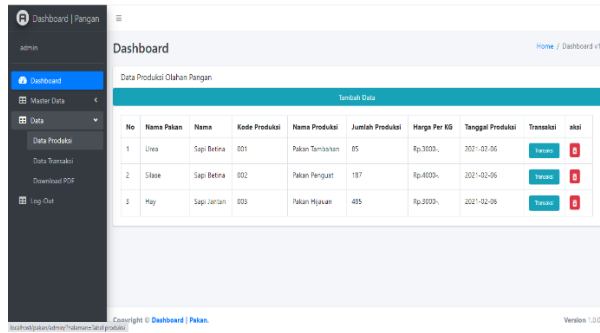 Dashboard | Pangan
admin
Dashboard
Master Data
Data
Data Produksi
Data Transaksi
Download PDF
Log-Out
Dashboard
Home / Dashboard v1
Data Produksi Olahan Pangan
Tambah Data
No Nama Pakan Nama Kode Produksi Nama Produksi Jumlah Produksi Harga Per KG Tanggal Produksi Transaksi aksi
1 Urea Sapi Betina 001 Pakan Tambahan 85 Rp.3000-, 2021-02-06 Transaksi
2 Silase Sapi Betina 002 Pakan Penguat 187 Rp.4000-, 2021-02-06 Transaksi
3 Hay Sapi Jantan 003 Pakan Hijauan 485 Rp.3000-, 2021-02-06 Transaksi
Copyright © Dashboard | Pakan.
Version 1.0.0